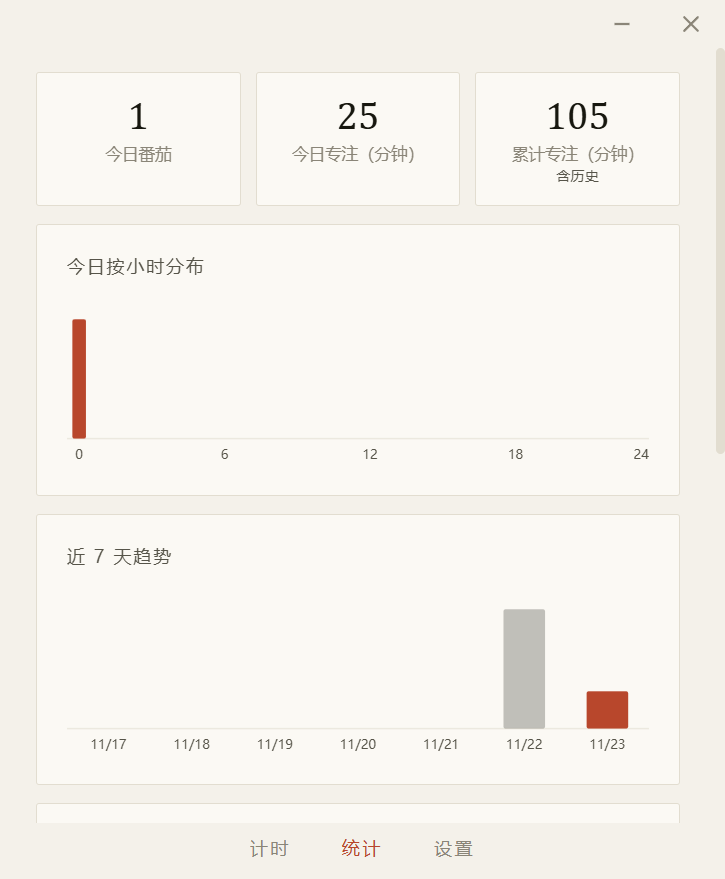 1
今日番茄
25
今日专注（分钟）
105
累计专注（分钟）
含历史
今日按小时分布
0 6 12 18 24
近 7 天趋势
11/17 11/18 11/19 11/20 11/21 11/22 11/23
计时 统计 设置